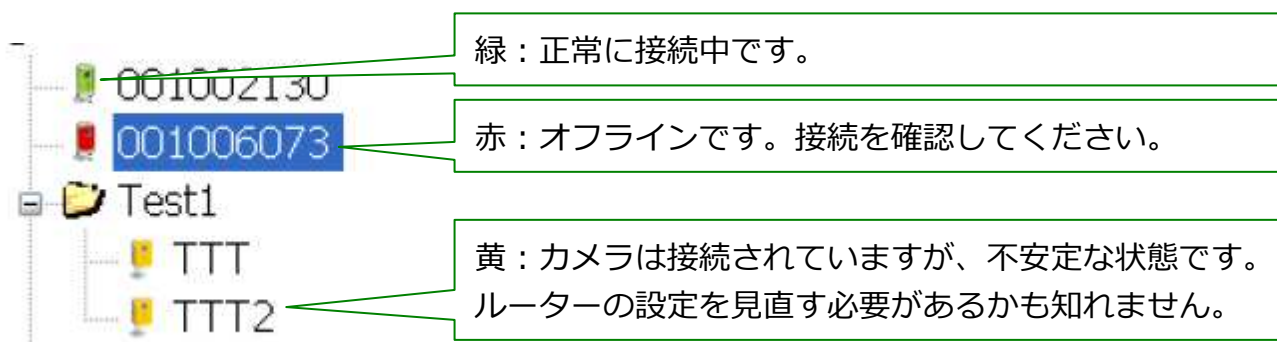 緑：正常に接続中です。
001002130
赤：オフラインです。接続を確認してください。
001006073
Test1
黄：カメラは接続されていますが、不安定な状態です。
TTT
ルーターの設定を見直す必要があるかも知れません。
TTT2